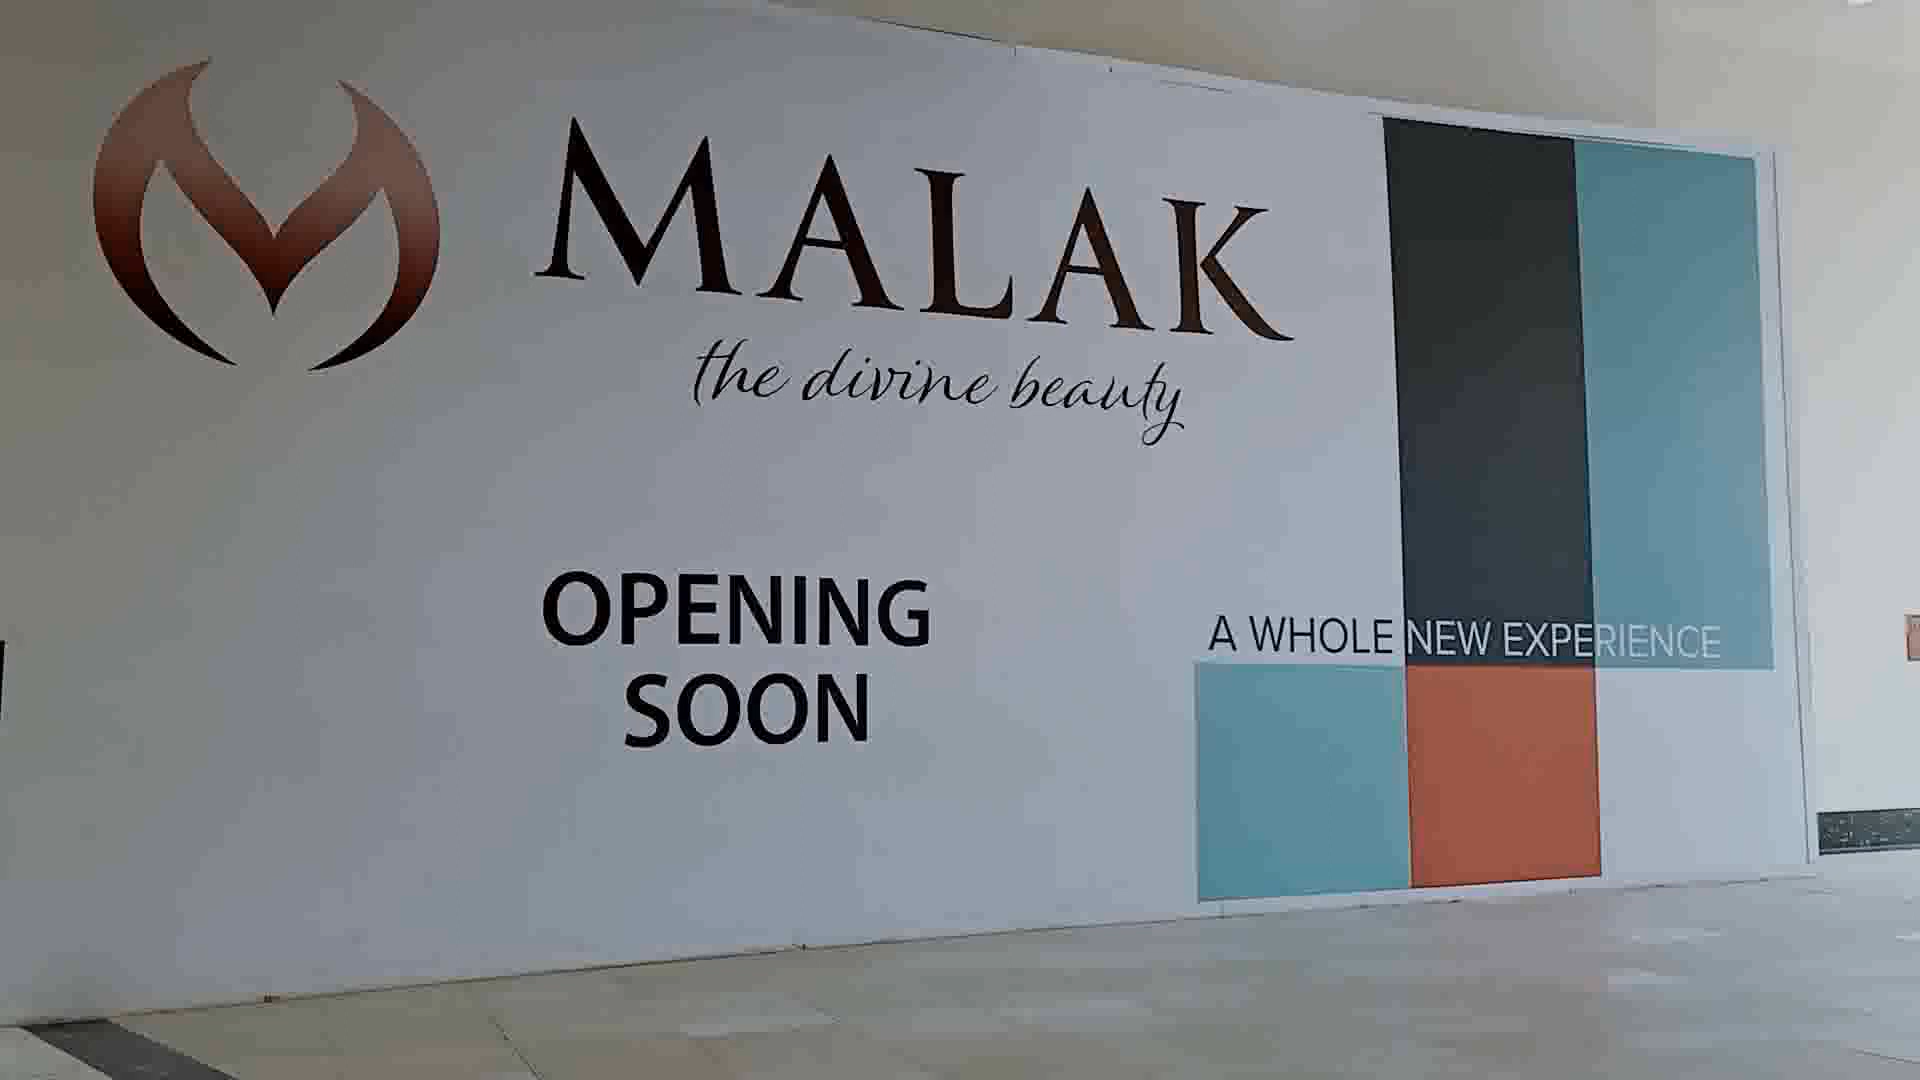 MALAK
the divine beauty
OPENING
SOON
A WHOLE NEW EXPERIENCE